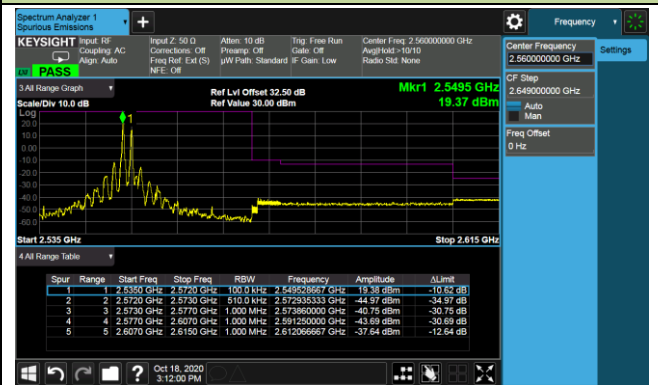 Spectrum Analyzer 1
Spurious Emissions
Frequency
KEYSIGHT
Input: RF
Coupling: AC
Align: Auto
Input Z: 50 Ω
Corrections: Off
Freq Ref: Ext (S)
NFE: Off
Atten: 10 dB
Preamp: Off
µW Path: Standard
Trig: Free Run
Gate: Off
IF Gain: Low
Center Freq: 2.560000000 GHz
Avg|Hold:>10/10
Radio Std: None
PASS
Center Frequency
2.560000000 GHz
Settings
CF Step
2.649000000 GHz
Auto
Man
Freq Offset
0 Hz
3 All Range Graph
Scale/Div 10.0 dB
Ref Lvl Offset 32.50 dB
Ref Value 30.00 dBm
Mkr1 2.5495 GHz
19.37 dBm
Log
20.0
10.0
0.00
-10.0
-20.0
-30.0
-40.0
-50.0
-60.0
1
Start 2.535 GHz
Stop 2.615 GHz
4 All Range Table
Spur Range Start Freq Stop Freq RBW Frequency Amplitude ΔLimit
1 1 2.5350 GHz 2.5720 GHz 100.0 kHz 2.549528667 GHz 19.38 dBm -10.62 dB
2 2 2.5720 GHz 2.5730 GHz 510.0 kHz 2.572935333 GHz -44.97 dBm -34.97 dB
3 3 2.5730 GHz 2.5770 GHz 1.000 MHz 2.573860000 GHz -40.75 dBm -30.75 dB
4 4 2.5770 GHz 2.6070 GHz 1.000 MHz 2.591250000 GHz -43.69 dBm -30.69 dB
5 5 2.6070 GHz 2.6150 GHz 1.000 MHz 2.612066667 GHz -37.64 dBm -12.64 dB
Oct 18, 2020
3:12:00 PM